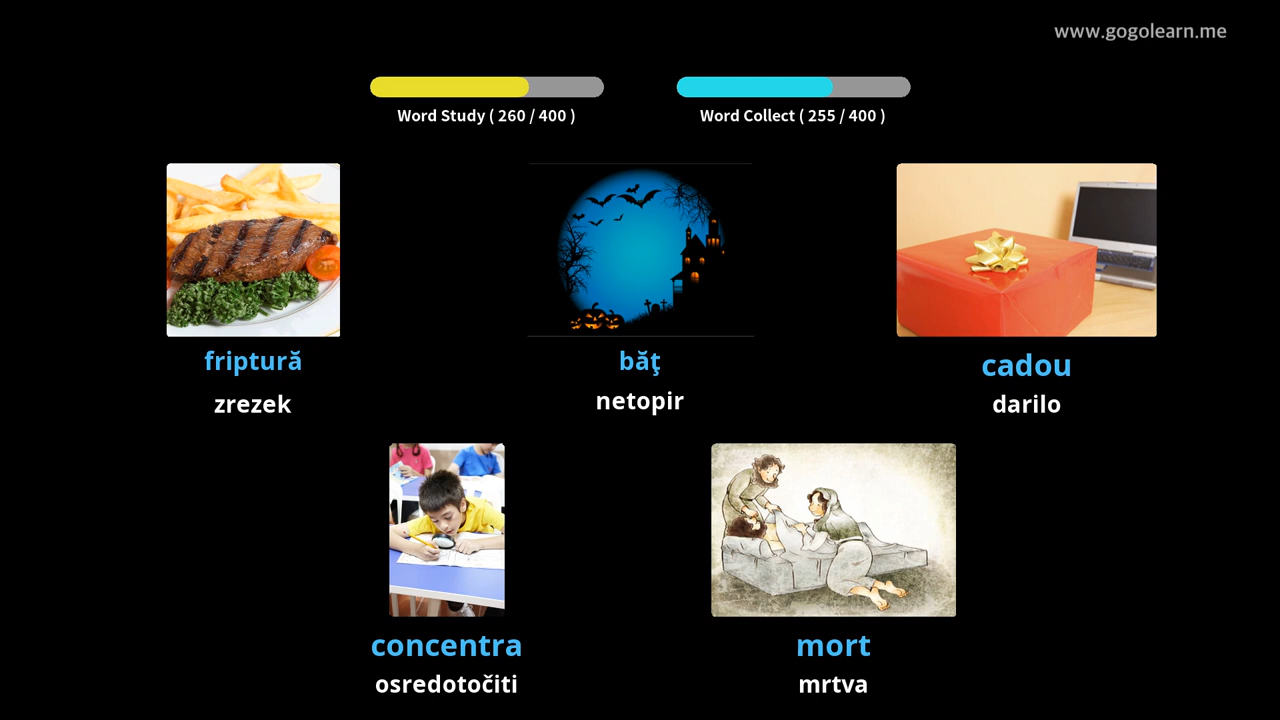 www.gogolearn.me
Word Study ( 260 / 400 )
Word Collect ( 255 / 400 )
friptură
zrezek
băţ
netopir
cadou
darilo
concentra
osredotočiti
mort
mrtva